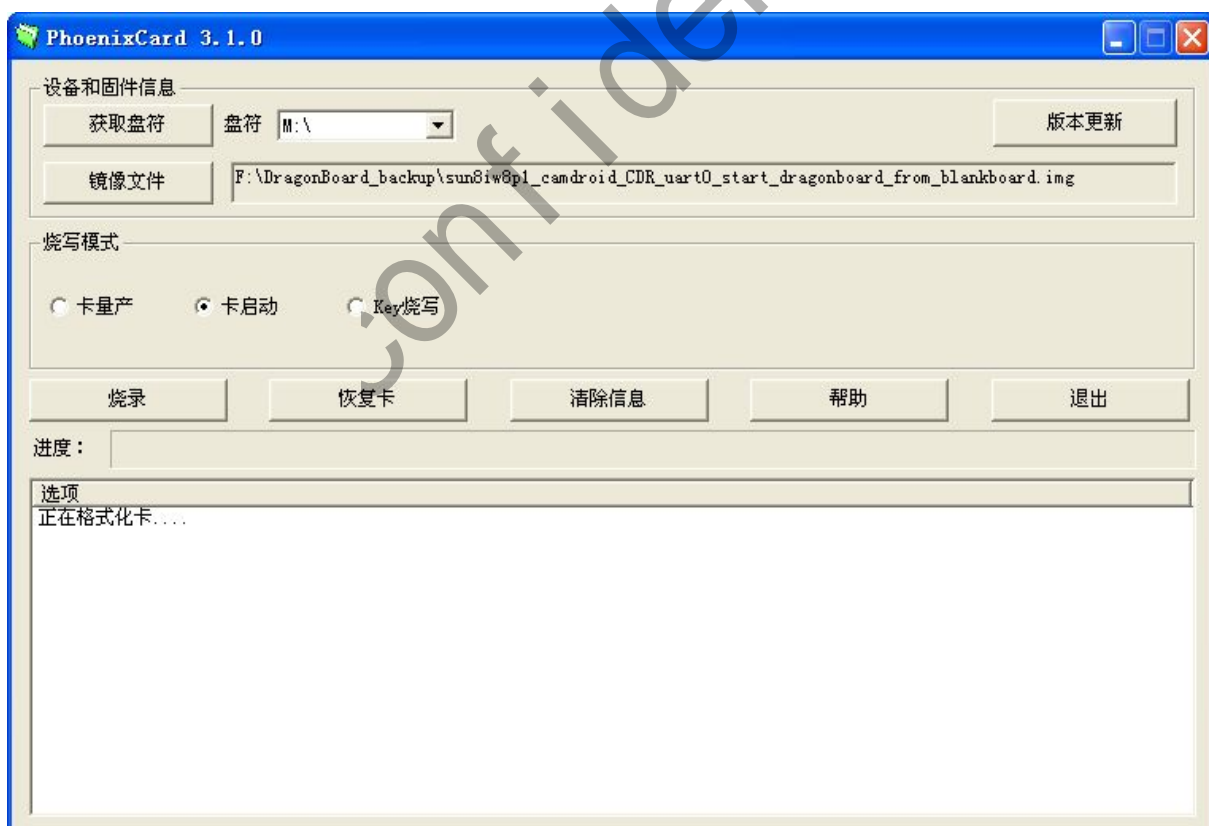 PhoenixCard 3.1.0
设备和固件信息
获取盘符 盘符 M:\ 版本更新
镜像文件 F:\DragonBoard_backup\sun8iw8p1_camdroid_CDR_uart0_start_dragonboard_from_blankboard.img
烧写模式
卡量产 卡启动 Key烧写
烧录 恢复卡 清除信息 帮助 退出
进度：
选项
正在格式化卡....
confide